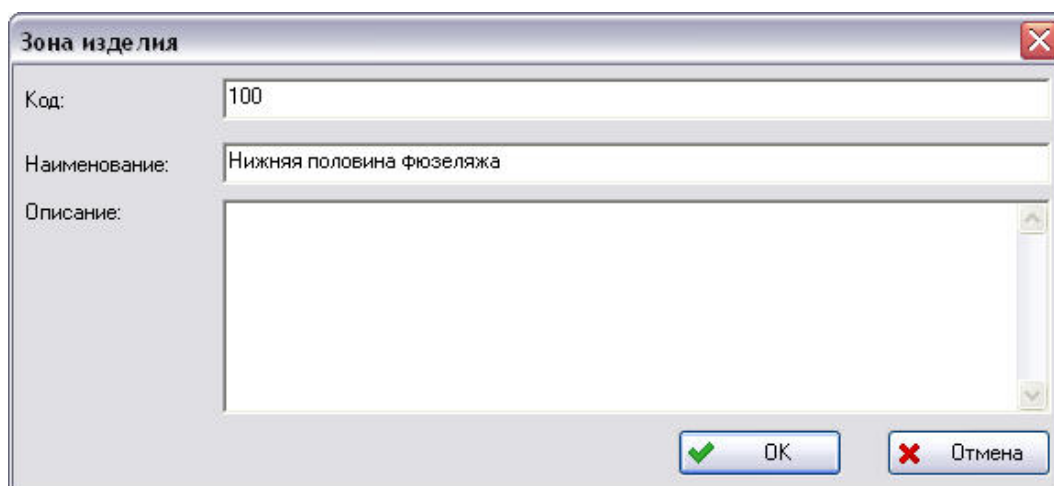 Зона изделия
Код:
100
Наименование:
Нижняя половина фюзеляжа
Описание:
OK
Отмена